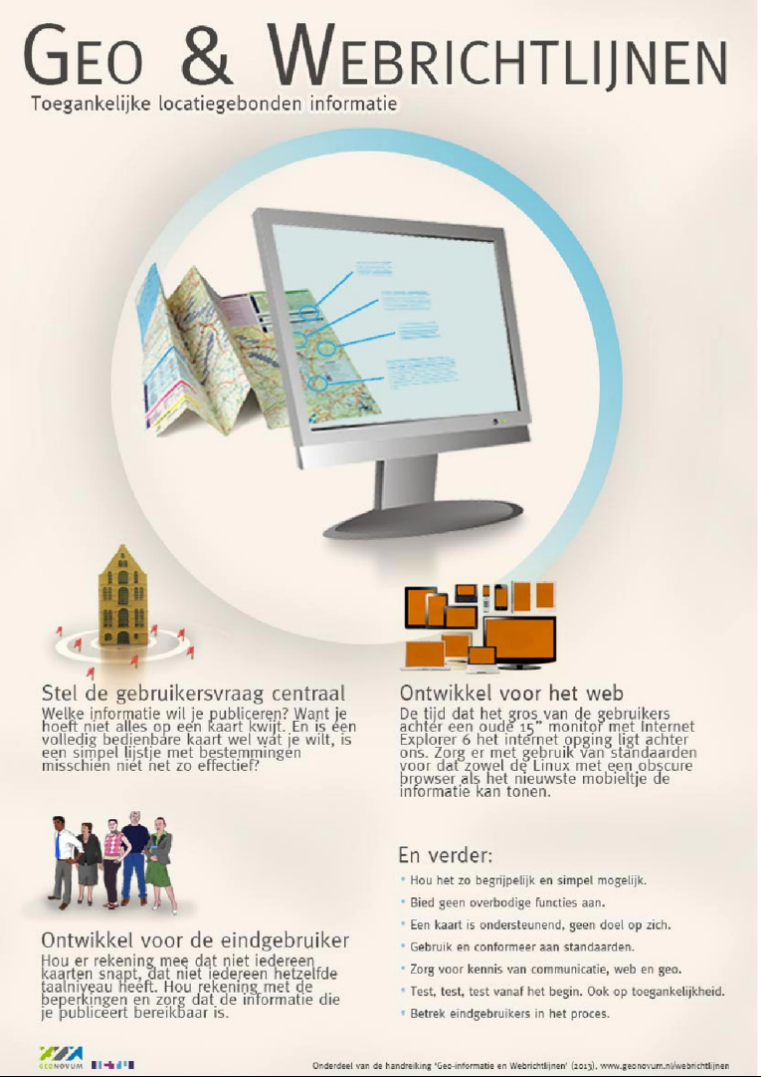 GEO & WEBRICHTLIJNEN
Toegankelijke locatiegebonden informatie
Stel de gebruikersvraag centraal
Welke informatie wil je publiceren? Want je
hoeft niet alles op een kaart kwijt. En is een
volledig bedienbare kaart wel wat je wilt, is
een simpel lijstje met bestemmingen
misschien niet net zo effectief?
Ontwikkel voor de eindgebruiker
Hou er rekening mee dat niet iedereen
kaarten snapt, dat niet iedereen hetzelfde
taalniveau heeft. Hou rekening met de
beperkingen en zorg dat de informatie die
je publiceert bereikbaar is.
Ontwikkel voor het web
De tijd dat het gros van de gebruikers
achter een oude 15" monitor met Internet
Explorer 6 het internet opging ligt achter
ons. Zorg er met gebruik van standaarden
voor dat zowel de Linux met een obscure
browser als het nieuwste mobieltje de
informatie kan tonen.
En verder:
* Hou het zo begrijpelijk en simpel mogelijk.
* Bied geen overbodige functies aan.
* Een kaart is ondersteunend, geen doel op zich.
* Gebruik en conformeer aan standaarden.
* Zorg voor kennis van communicatie, web en geo.
* Test, test, test vanaf het begin. Ook op toegankelijkheid.
* Betrek eindgebruikers in het proces.
GEONOVUM
Onderdeel van de handreiking 'Geo-informatie en Webrichtlijnen' (2013), www.geonovum.nl/webrichtlijnen